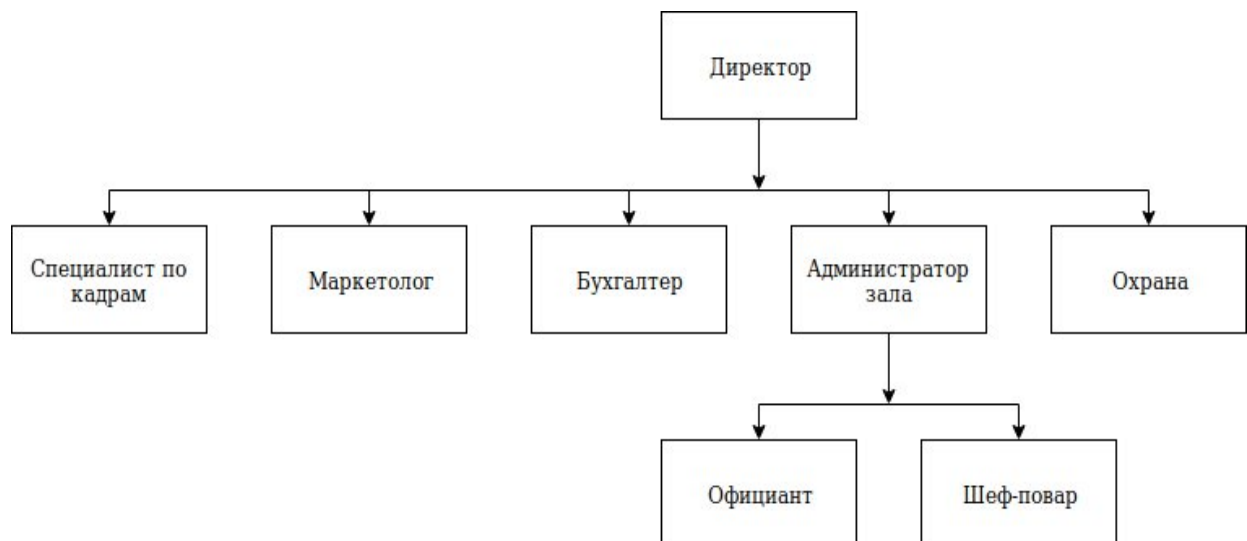 Директор
Специалист по
кадрам
Маркетолог
Бухгалтер
Администратор
зала
Охрана
Официант
Шеф-повар